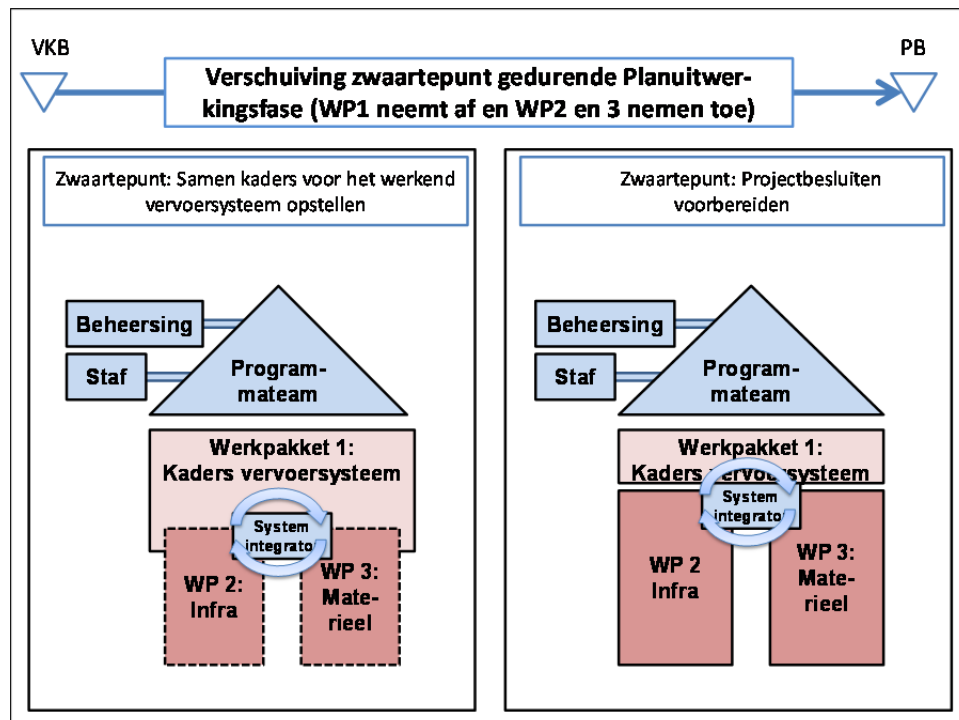 VKB
PB
Verschuiving zwaartepunt gedurende Planuitwer-
kingsfase (WP1 neemt af en WP2 en 3 nemen toe)
Zwaartepunt: Samen kaders voor het werkend
vervoersysteem opstellen
Beheersing
Staf
Program-
mateam
Werkpakket 1:
Kaders vervoersysteem
System
integrato
WP 2:
Infra
WP 3:
Mate-
rieel
Zwaartepunt: Projectbesluiten
voorbereiden
Beheersing
Staf
Program-
mateam
Werkpakket 1:
Kaders vervoersysteem
System
integrato
WP 2
Infra
WP 3:
Mate-
rieel